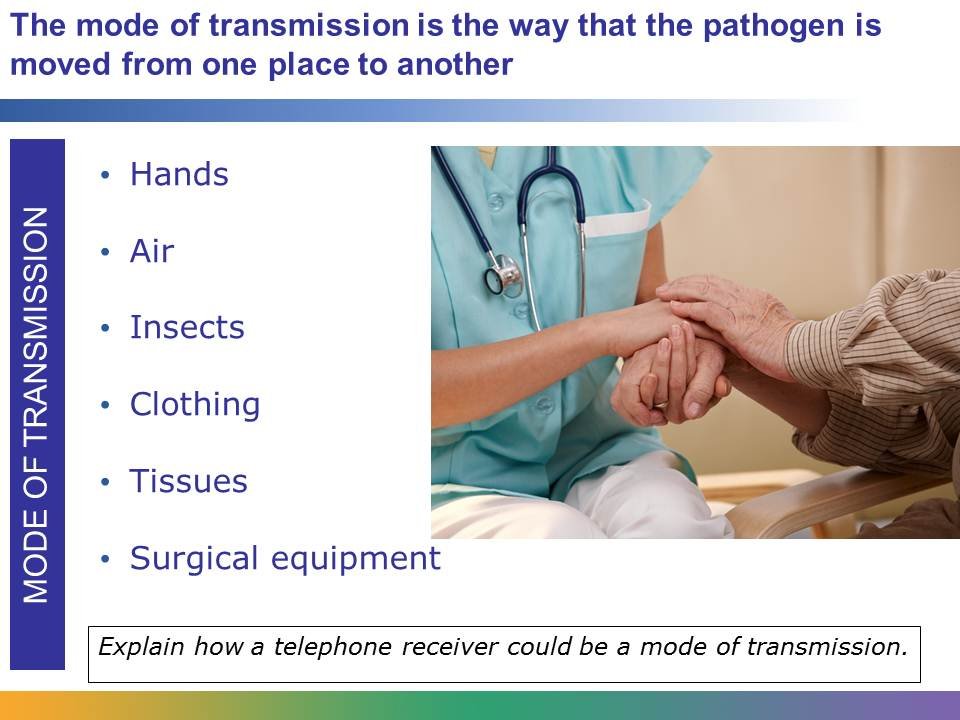 The mode of transmission is the way that the pathogen is
moved from one place to another
MODE OF TRANSMISSION
• Hands
• Air
• Insects
• Clothing
• Tissues
• Surgical equipment
Explain how a telephone receiver could be a mode of transmission.